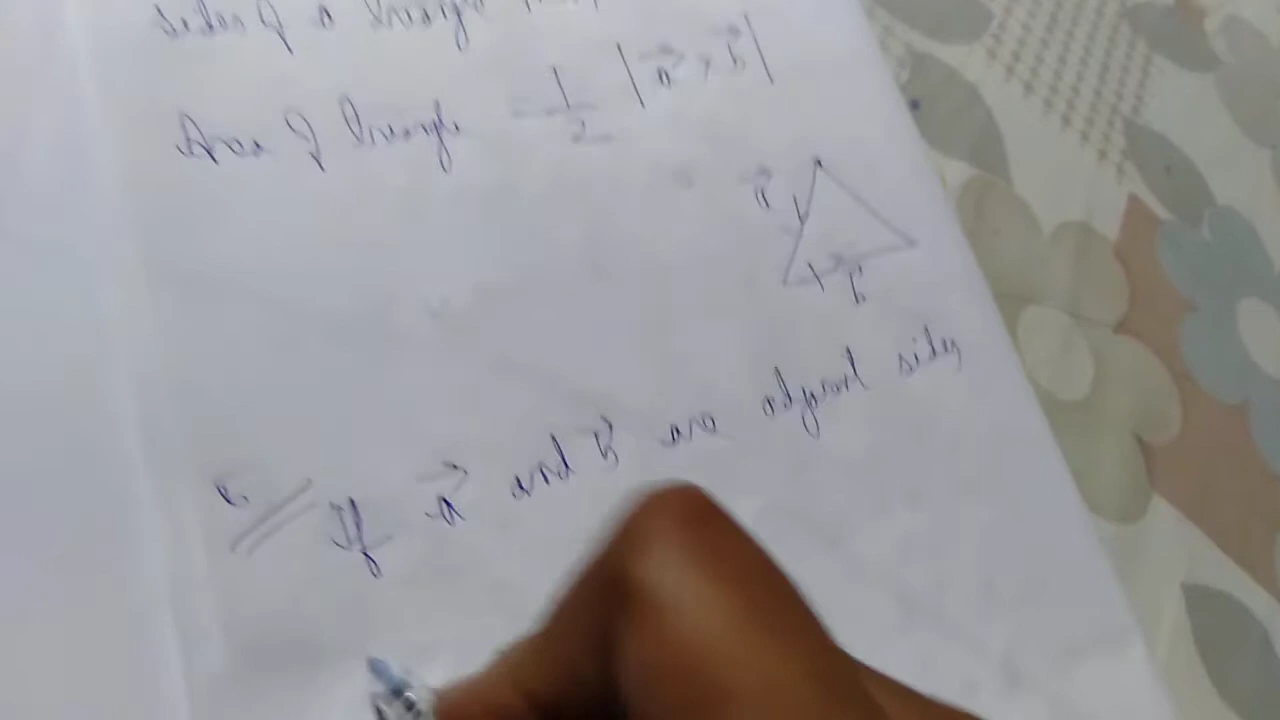 sides of a triangle
Area of triangle = 1/2 |a⃗ × b⃗|
a⃗
b⃗
If a⃗ and b⃗ are adjacent sides